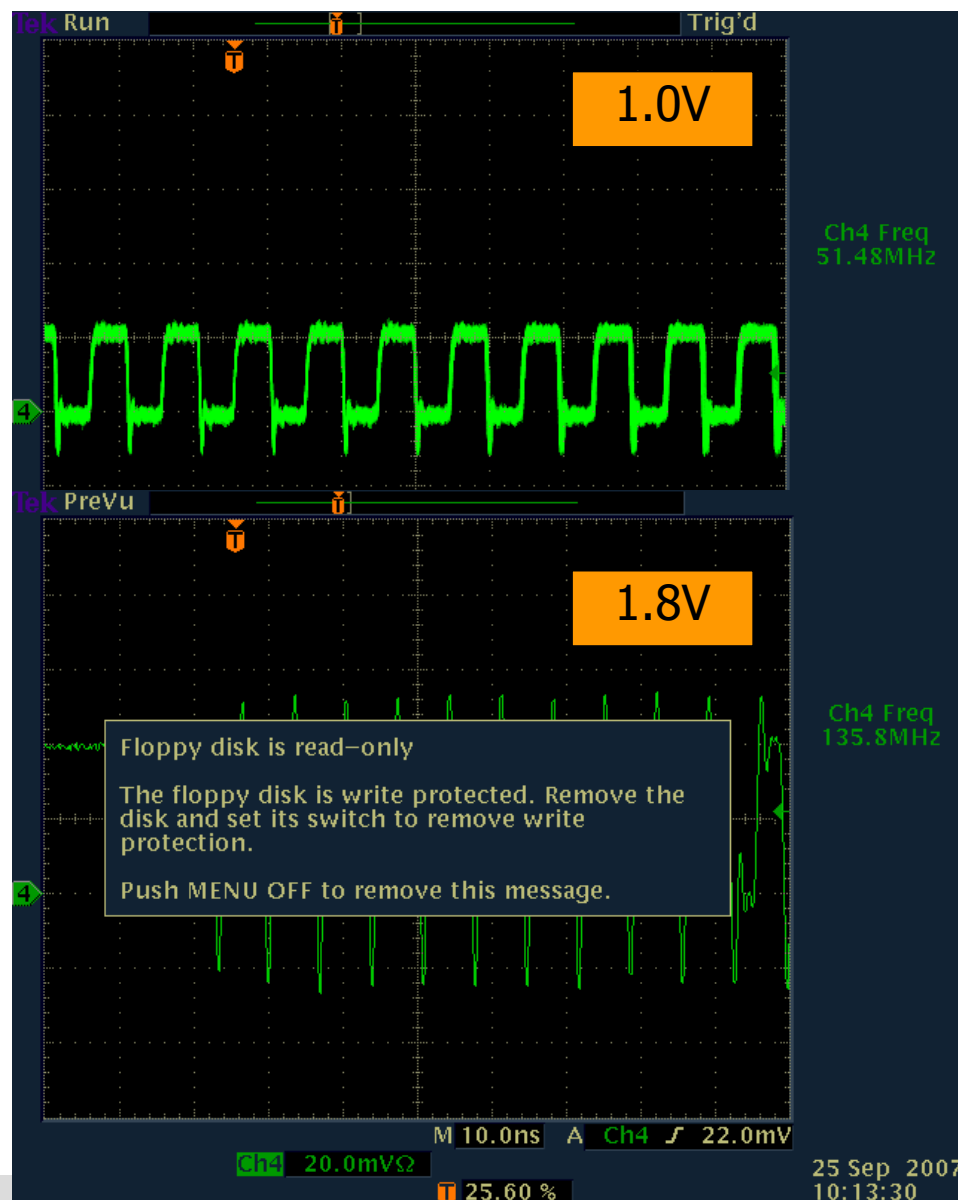 Tek Run Trig'd
T
1.0V
Ch4 Freq
51.48MHz
4
Tek PreVu
T
1.8V
Ch4 Freq
135.8MHz
Floppy disk is read-only
The floppy disk is write protected. Remove the
disk and set its switch to remove write
protection.
Push MENU OFF to remove this message.
4
M 10.0ns A Ch4 ƒ 22.0mV
Ch4 20.0mVΩ
25 Sep 2007
T 25.60 %
10:13:30